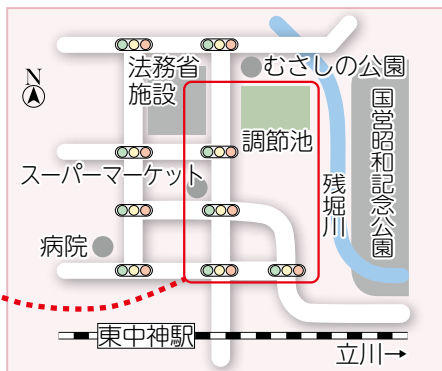 N
法務省
施設
むさしの公園
調節池
国営昭和記念公園
残堀川
スーパーマーケット
病院
東中神駅
立川→